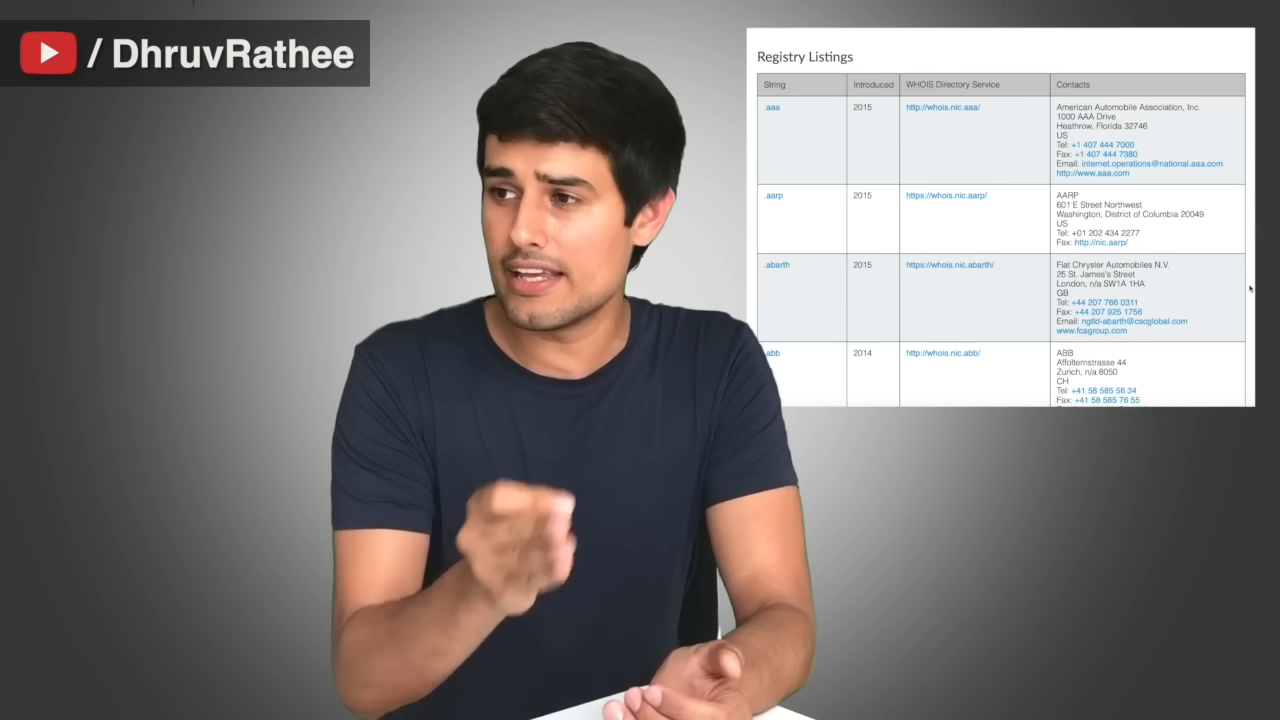 / DhruvRathee
Registry Listings
String Introduced WHOIS Directory Service Contacts
.aaa 2015 http://whois.nic.aaa/ American Automobile Association, Inc.
1000 AAA Drive
Heathrow, Florida 32746
US
Tel: +1 407 444 7000
Fax: +1 407 444 7380
Email: internet.operations@national.aaa.com
http://www.aaa.com
.aarp 2015 https://whois.nic.aarp/ AARP
601 E Street Northwest
Washington, District of Columbia 20049
US
Tel: +01 202 434 2277
Fax: http://nic.aarp/
.abarth 2015 https://whois.nic.abarth/ Fiat Chrysler Automobiles N.V.
25 St. James's Street
London, n/a SW1A 1HA
GB
Tel: +44 207 766 0311
Fax: +44 207 925 1756
Email: ngtld-abarth@cscglobal.com
www.fcagroup.com
.abb 2014 http://whois.nic.abb/ ABB
Affolternstrasse 44
Zurich, n/a 8050
CH
Tel: +41 58 585 56 34
Fax: +41 58 585 76 55